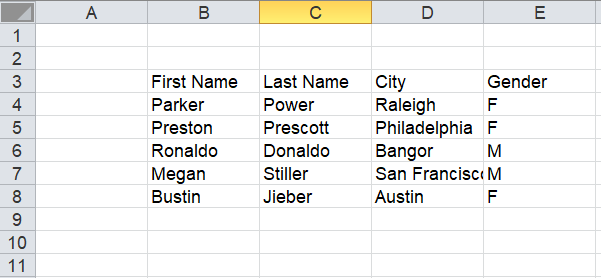 A B C D E
1
2
3 First Name Last Name City Gender
4 Parker Power Raleigh F
5 Preston Prescott Philadelphia F
6 Ronaldo Donaldo Bangor M
7 Megan Stiller San Francisc M
8 Bustin Jieber Austin F
9
10
11